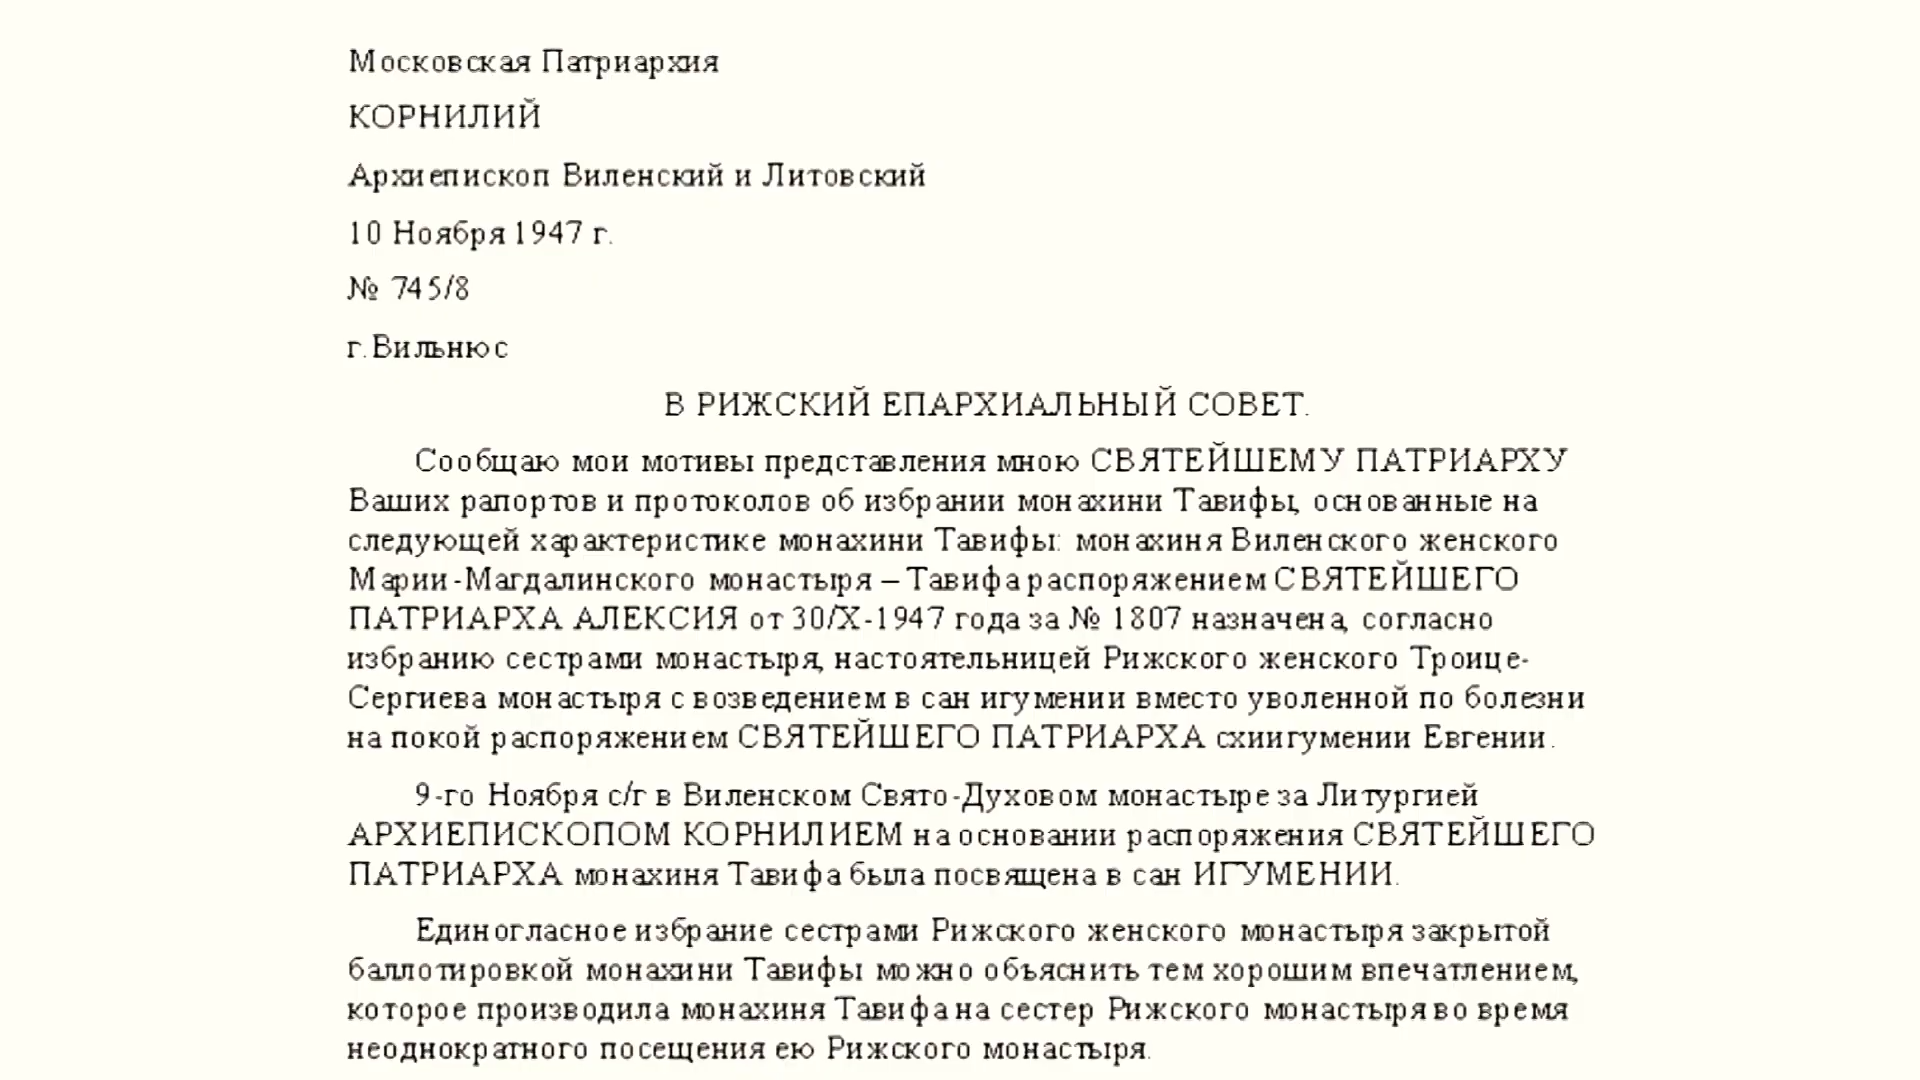 Московская Патриархия
КОРНИЛИЙ
Архиепископ Виленский и Литовский
10 Ноября 1947 г.
№ 745/8
г.Вильнюс
В РИЖСКИЙ ЕПАРХИАЛЬНЫЙ СОВЕТ.
Сообщаю мои мотивы представления мною СВЯТЕЙШЕМУ ПАТРИАРХУ
Ваших рапортов и протоколов об избрании монахини Тавифы, основанные на
следующей характеристике монахини Тавифы: монахиня Виленского женского
Марии-Магдалинского монастыря – Тавифа распоряжением СВЯТЕЙШЕГО
ПАТРИАРХА АЛЕКСИЯ от 30/X-1947 года за № 1807 назначена, согласно
избранию сестрами монастыря, настоятельницей Рижского женского Троице-
Сергиева монастыря с возведением в сан игумении вместо уволенной по болезни
на покой распоряжением СВЯТЕЙШЕГО ПАТРИАРХА схиигумении Евгении.
9-го Ноября с/г в Виленском Свято-Духовом монастыре за Литургией
АРХИЕПИСКОПОМ КОРНИЛИЕМ на основании распоряжения СВЯТЕЙШЕГО
ПАТРИАРХА монахиня Тавифа была посвящена в сан ИГУМЕНИИ.
Единогласное избрание сестрами Рижского женского монастыря закрытой
баллотировкой монахини Тавифы можно объяснить тем хорошим впечатлением,
которое производила монахиня Тавифа на сестер Рижского монастыря во время
неоднократного посещения ею Рижского монастыря.